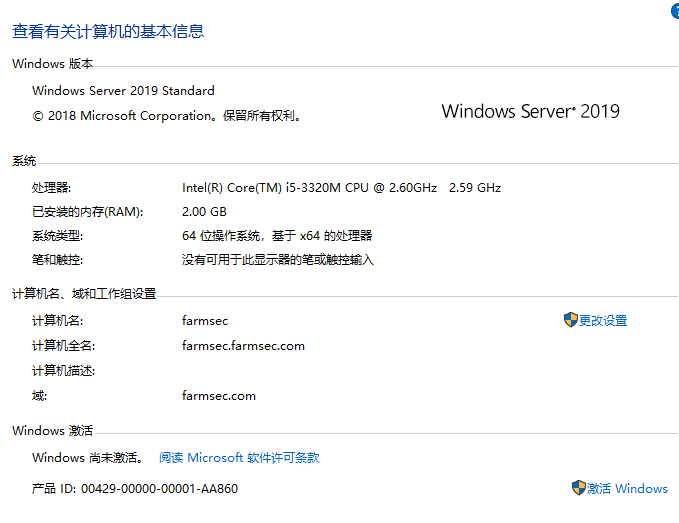 查看有关计算机的基本信息
Windows 版本
Windows Server 2019 Standard
© 2018 Microsoft Corporation。保留所有权利。
Windows Server® 2019
系统
处理器: Intel(R) Core(TM) i5-3320M CPU @ 2.60GHz 2.59 GHz
已安装的内存(RAM): 2.00 GB
系统类型: 64 位操作系统，基于 x64 的处理器
笔和触控: 没有可用于此显示器的笔或触控输入
计算机名、域和工作组设置
计算机名: farmsec 更改设置
计算机全名: farmsec.farmsec.com
计算机描述:
域: farmsec.com
Windows 激活
Windows 尚未激活。 阅读 Microsoft 软件许可条款
产品 ID: 00429-00000-00001-AA860 激活 Windows